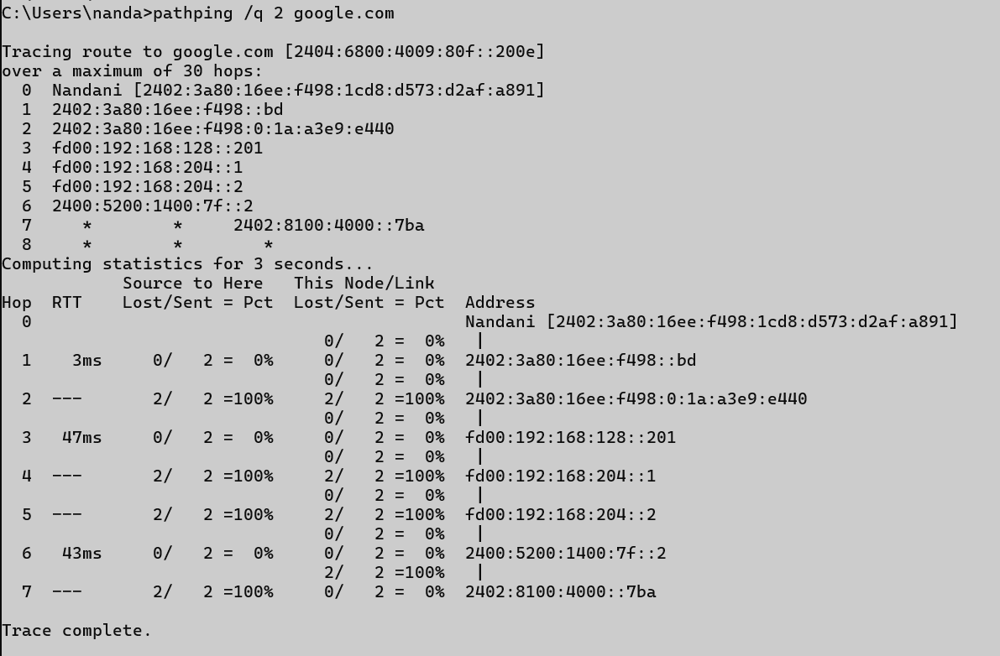 C:\Users\nanda>pathping /q 2 google.com

Tracing route to google.com [2404:6800:4009:80f::200e]
over a maximum of 30 hops:
  0  Nandani [2402:3a80:16ee:f498:1cd8:d573:d2af:a891]
  1  2402:3a80:16ee:f498::bd
  2  2402:3a80:16ee:f498:0:1a:a3e9:e440
  3  fd00:192:168:128::201
  4  fd00:192:168:204::1
  5  fd00:192:168:204::2
  6  2400:5200:1400:7f::2
  7     *        *     2402:8100:4000::7ba
  8     *        *        *
Computing statistics for 3 seconds...
            Source to Here   This Node/Link
Hop  RTT    Lost/Sent = Pct  Lost/Sent = Pct  Address
  0                                           Nandani [2402:3a80:16ee:f498:1cd8:d573:d2af:a891]
                                0/   2 =  0%   |
  1    3ms     0/   2 =  0%     0/   2 =  0%  2402:3a80:16ee:f498::bd
                                0/   2 =  0%   |
  2  ---       2/   2 =100%     2/   2 =100%  2402:3a80:16ee:f498:0:1a:a3e9:e440
                                0/   2 =  0%   |
  3   47ms     0/   2 =  0%     0/   2 =  0%  fd00:192:168:128::201
                                0/   2 =  0%   |
  4  ---       2/   2 =100%     2/   2 =100%  fd00:192:168:204::1
                                0/   2 =  0%   |
  5  ---       2/   2 =100%     2/   2 =100%  fd00:192:168:204::2
                                0/   2 =  0%   |
  6   43ms     0/   2 =  0%     0/   2 =  0%  2400:5200:1400:7f::2
                                2/   2 =100%   |
  7  ---       2/   2 =100%     0/   2 =  0%  2402:8100:4000::7ba

Trace complete.